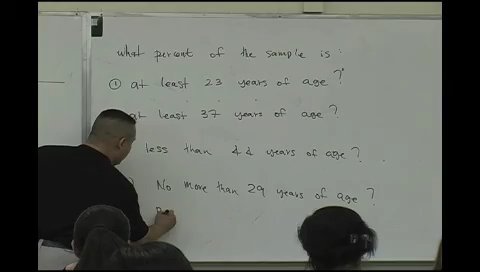 what percent of the sample is :
① at least 23 years of age ?
at least 37 years of age ?
less than 44 years of age ?
No more than 29 years of age ?